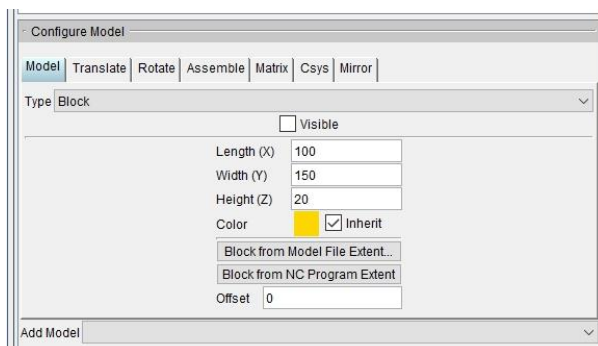 Configure Model
Model Translate Rotate Assemble Matrix Csys Mirror
Type Block
Visible
Length (X) 100
Width (Y) 150
Height (Z) 20
Color Inherit
Block from Model File Extent...
Block from NC Program Extent
Offset 0
Add Model